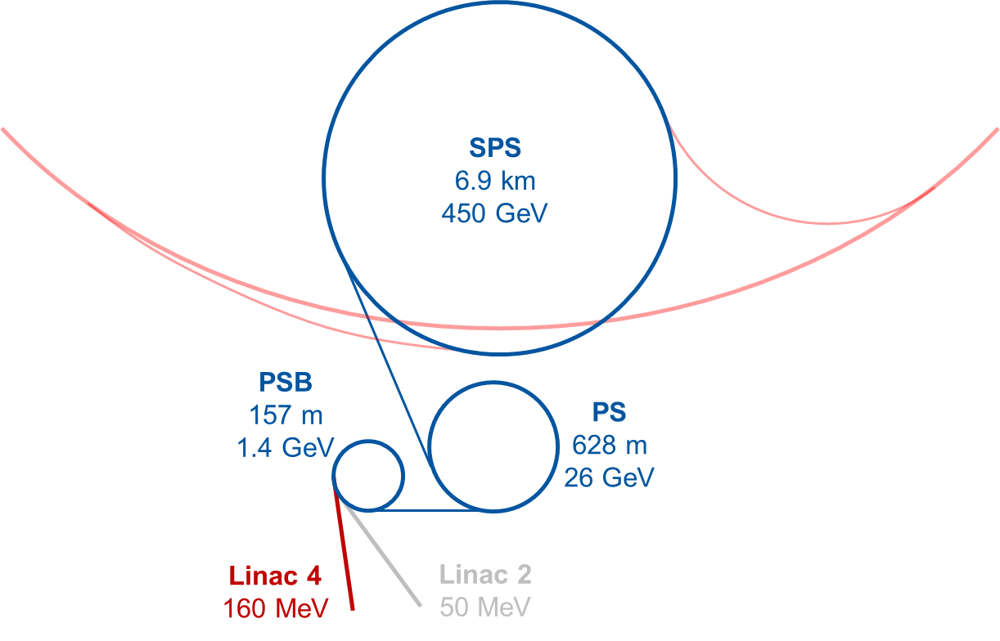 SPS
6.9 km
450 GeV
PSB
157 m
1.4 GeV
PS
628 m
26 GeV
Linac 4
160 MeV
Linac 2
50 MeV